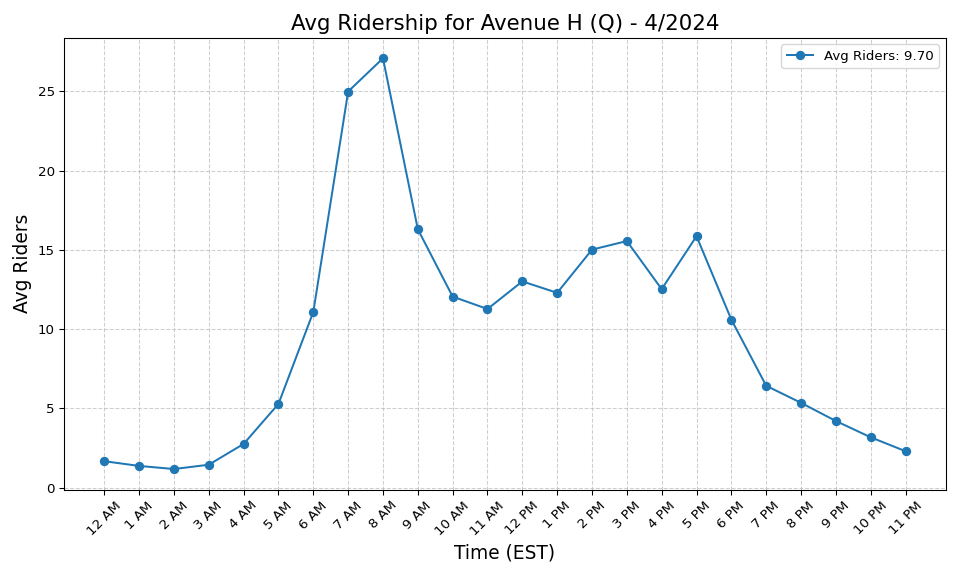 Avg Ridership for Avenue H (Q) - 4/2024
Avg Riders: 9.70
Avg Riders
25
20
15
10
5
0
12 AM
1 AM
2 AM
3 AM
4 AM
5 AM
6 AM
7 AM
8 AM
9 AM
10 AM
11 AM
12 PM
1 PM
2 PM
3 PM
4 PM
5 PM
6 PM
7 PM
8 PM
9 PM
10 PM
11 PM
Time (EST)